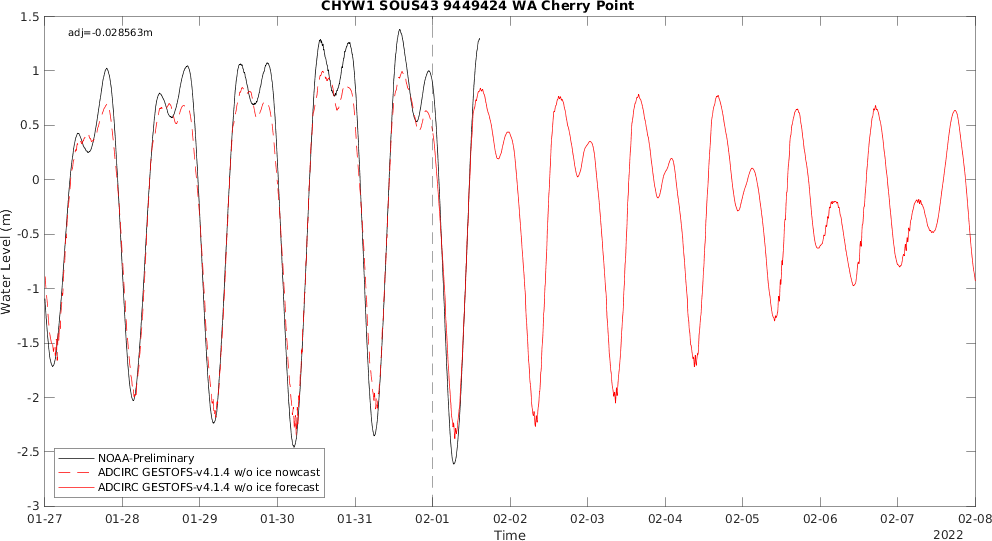 CHYW1 SOUS43 9449424 WA Cherry Point
adj=-0.028563m
Water Level (m)
1.5
1
0.5
0
-0.5
-1
-1.5
-2
-2.5
-3
NOAA-Preliminary
ADCIRC GESTOFS-v4.1.4 w/o ice nowcast
ADCIRC GESTOFS-v4.1.4 w/o ice forecast
01-27 01-28 01-29 01-30 01-31 02-01 02-02 02-03 02-04 02-05 02-06 02-07 02-08
Time
2022